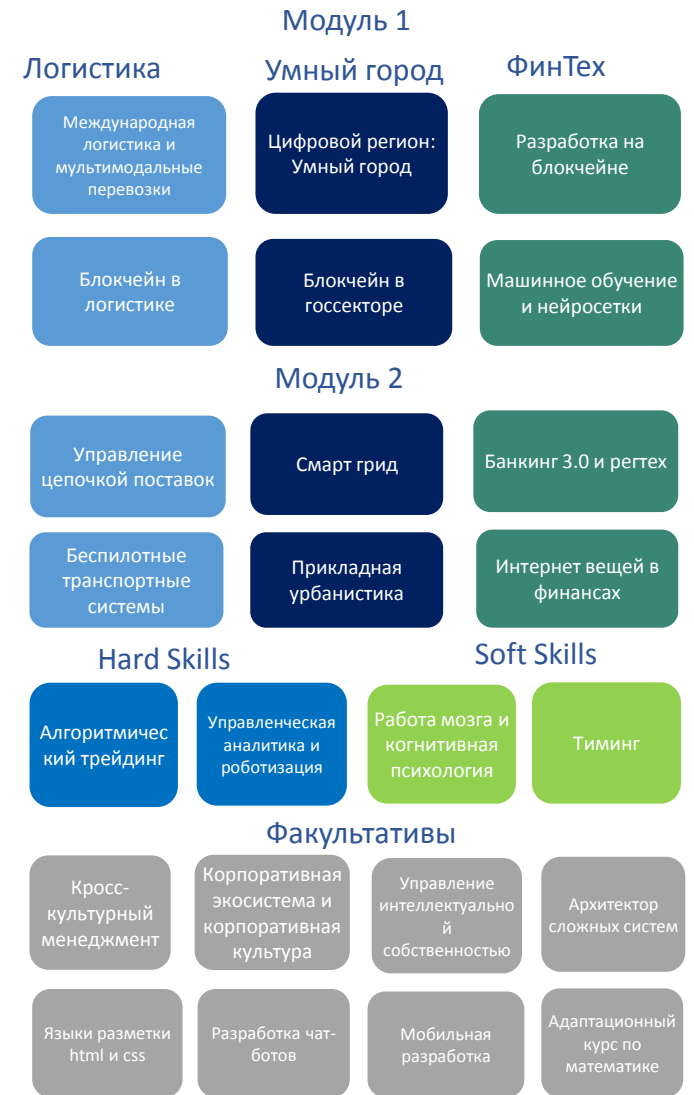 Модуль 1
Логистика
Умный город
ФинТех
Международная
логистика и
мультимодальные
перевозки
Цифровой регион:
Умный город
Разработка на
блокчейне
Блокчейн в
логистике
Блокчейн в
госсекторе
Машинное обучение
и нейросетки
Модуль 2
Управление
цепочкой поставок
Смарт грид
Банкинг 3.0 и регтех
Беспилотные
транспортные
системы
Прикладная
урбанистика
Интернет вещей в
финансах
Hard Skills
Soft Skills
Алгоритмичес
кий трейдинг
Управленческая
аналитика и
роботизация
Работа мозга и
когнитивная
психология
Тиминг
Факультативы
Кросс-
культурный
менеджмент
Корпоративная
экосистема и
корпоративная
культура
Управление
интеллектуально
й
собственностью
Архитектор
сложных систем
Языки разметки
html и css
Разработка чат-
ботов
Мобильная
разработка
Адаптационный
курс по
математике